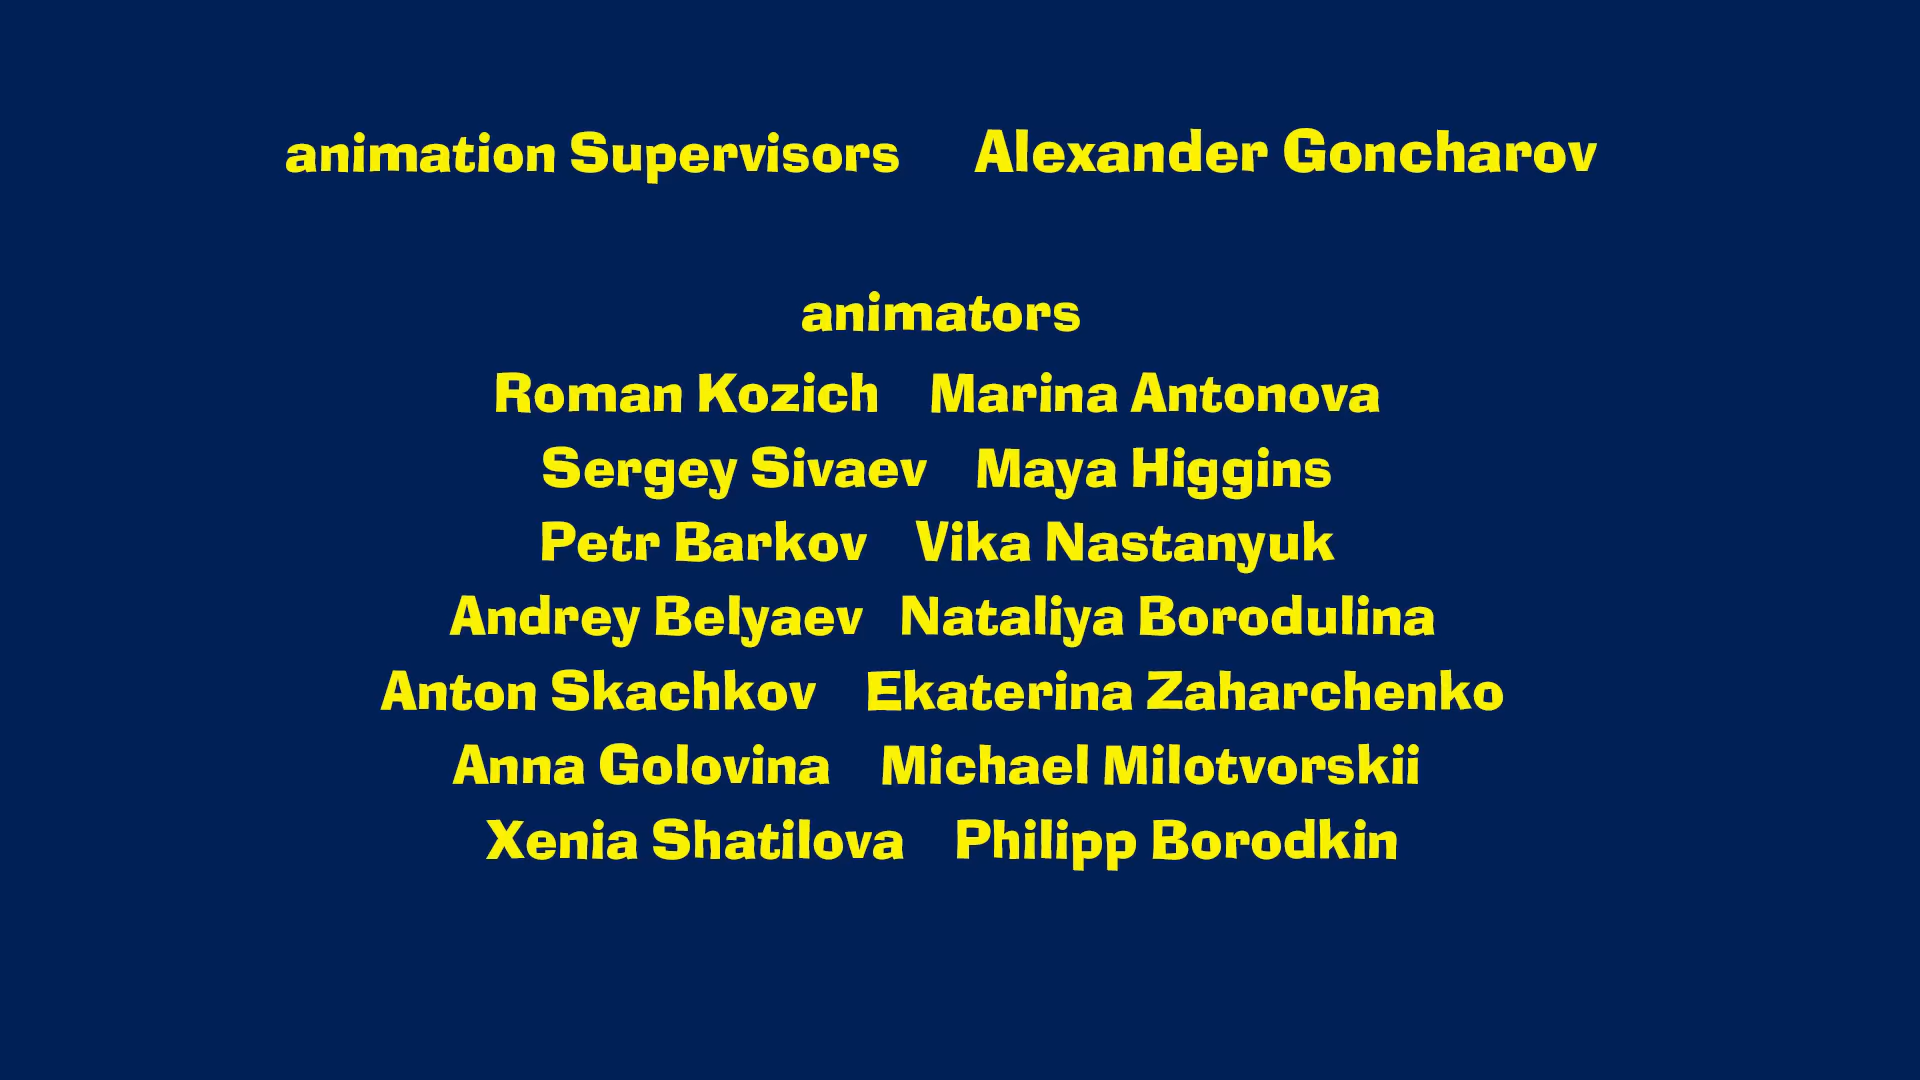 animation Supervisors Alexander Goncharov
animators
Roman Kozich Marina Antonova
Sergey Sivaev Maya Higgins
Petr Barkov Vika Nastanyuk
Andrey Belyaev Nataliya Borodulina
Anton Skachkov Ekaterina Zaharchenko
Anna Golovina Michael Milotvorskii
Xenia Shatilova Philipp Borodkin